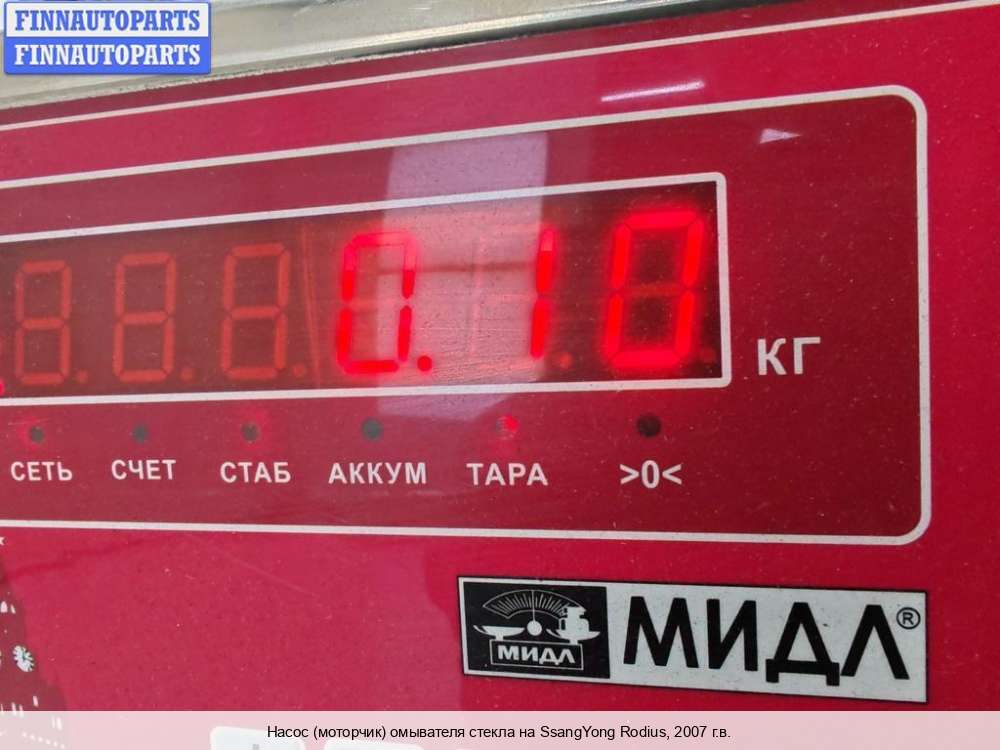 FINNAUTOPARTS
FINNAUTOPARTS
0.10
КГ
СЕТЬ СЧЕТ СТАБ АККУМ ТАРА >0<
МИДЛ МИДЛ®
Насос (моторчик) омывателя стекла на SsangYong Rodius, 2007 г.в.